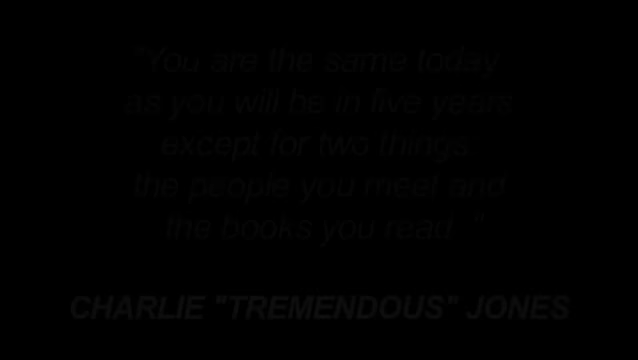 "You are the same today
as you will be in five years
except for two things
the people you meet and
the books you read. "
CHARLIE "TREMENDOUS" JONES